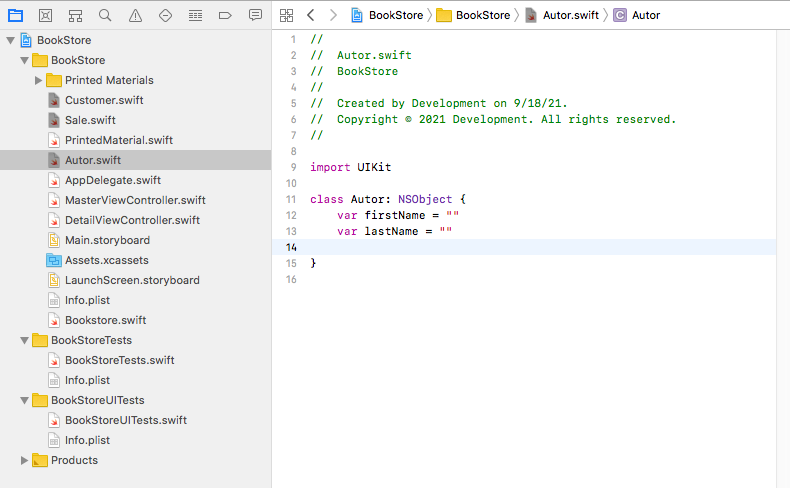 BookStore
BookStore
Printed Materials
Customer.swift
Sale.swift
PrintedMaterial.swift
Autor.swift
AppDelegate.swift
MasterViewController.swift
DetailViewController.swift
Main.storyboard
Assets.xcassets
LaunchScreen.storyboard
Info.plist
Bookstore.swift
BookStoreTests
BookStoreTests.swift
Info.plist
BookStoreUITests
BookStoreUITests.swift
Info.plist
Products
BookStore BookStore Autor.swift C Autor
1 //
2 // Autor.swift
3 // BookStore
4 //
5 // Created by Development on 9/18/21.
6 // Copyright © 2021 Development. All rights reserved.
7 //
8
9 import UIKit
10
11 class Autor: NSObject {
12 var firstName = ""
13 var lastName = ""
14
15 }
16